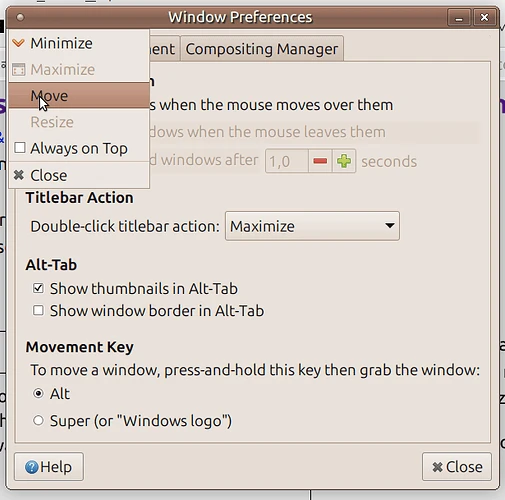 Window Preferences
Minimize
Maximize
Move
Resize
Always on Top
Close
ent
Compositing Manager
n
s when the mouse moves over them
dows when the mouse leaves them
d windows after 1,0 seconds
Titlebar Action
Double-click titlebar action: Maximize
Alt-Tab
Show thumbnails in Alt-Tab
Show window border in Alt-Tab
Movement Key
To move a window, press-and-hold this key then grab the window:
Alt
Super (or "Windows logo")
Help
Close